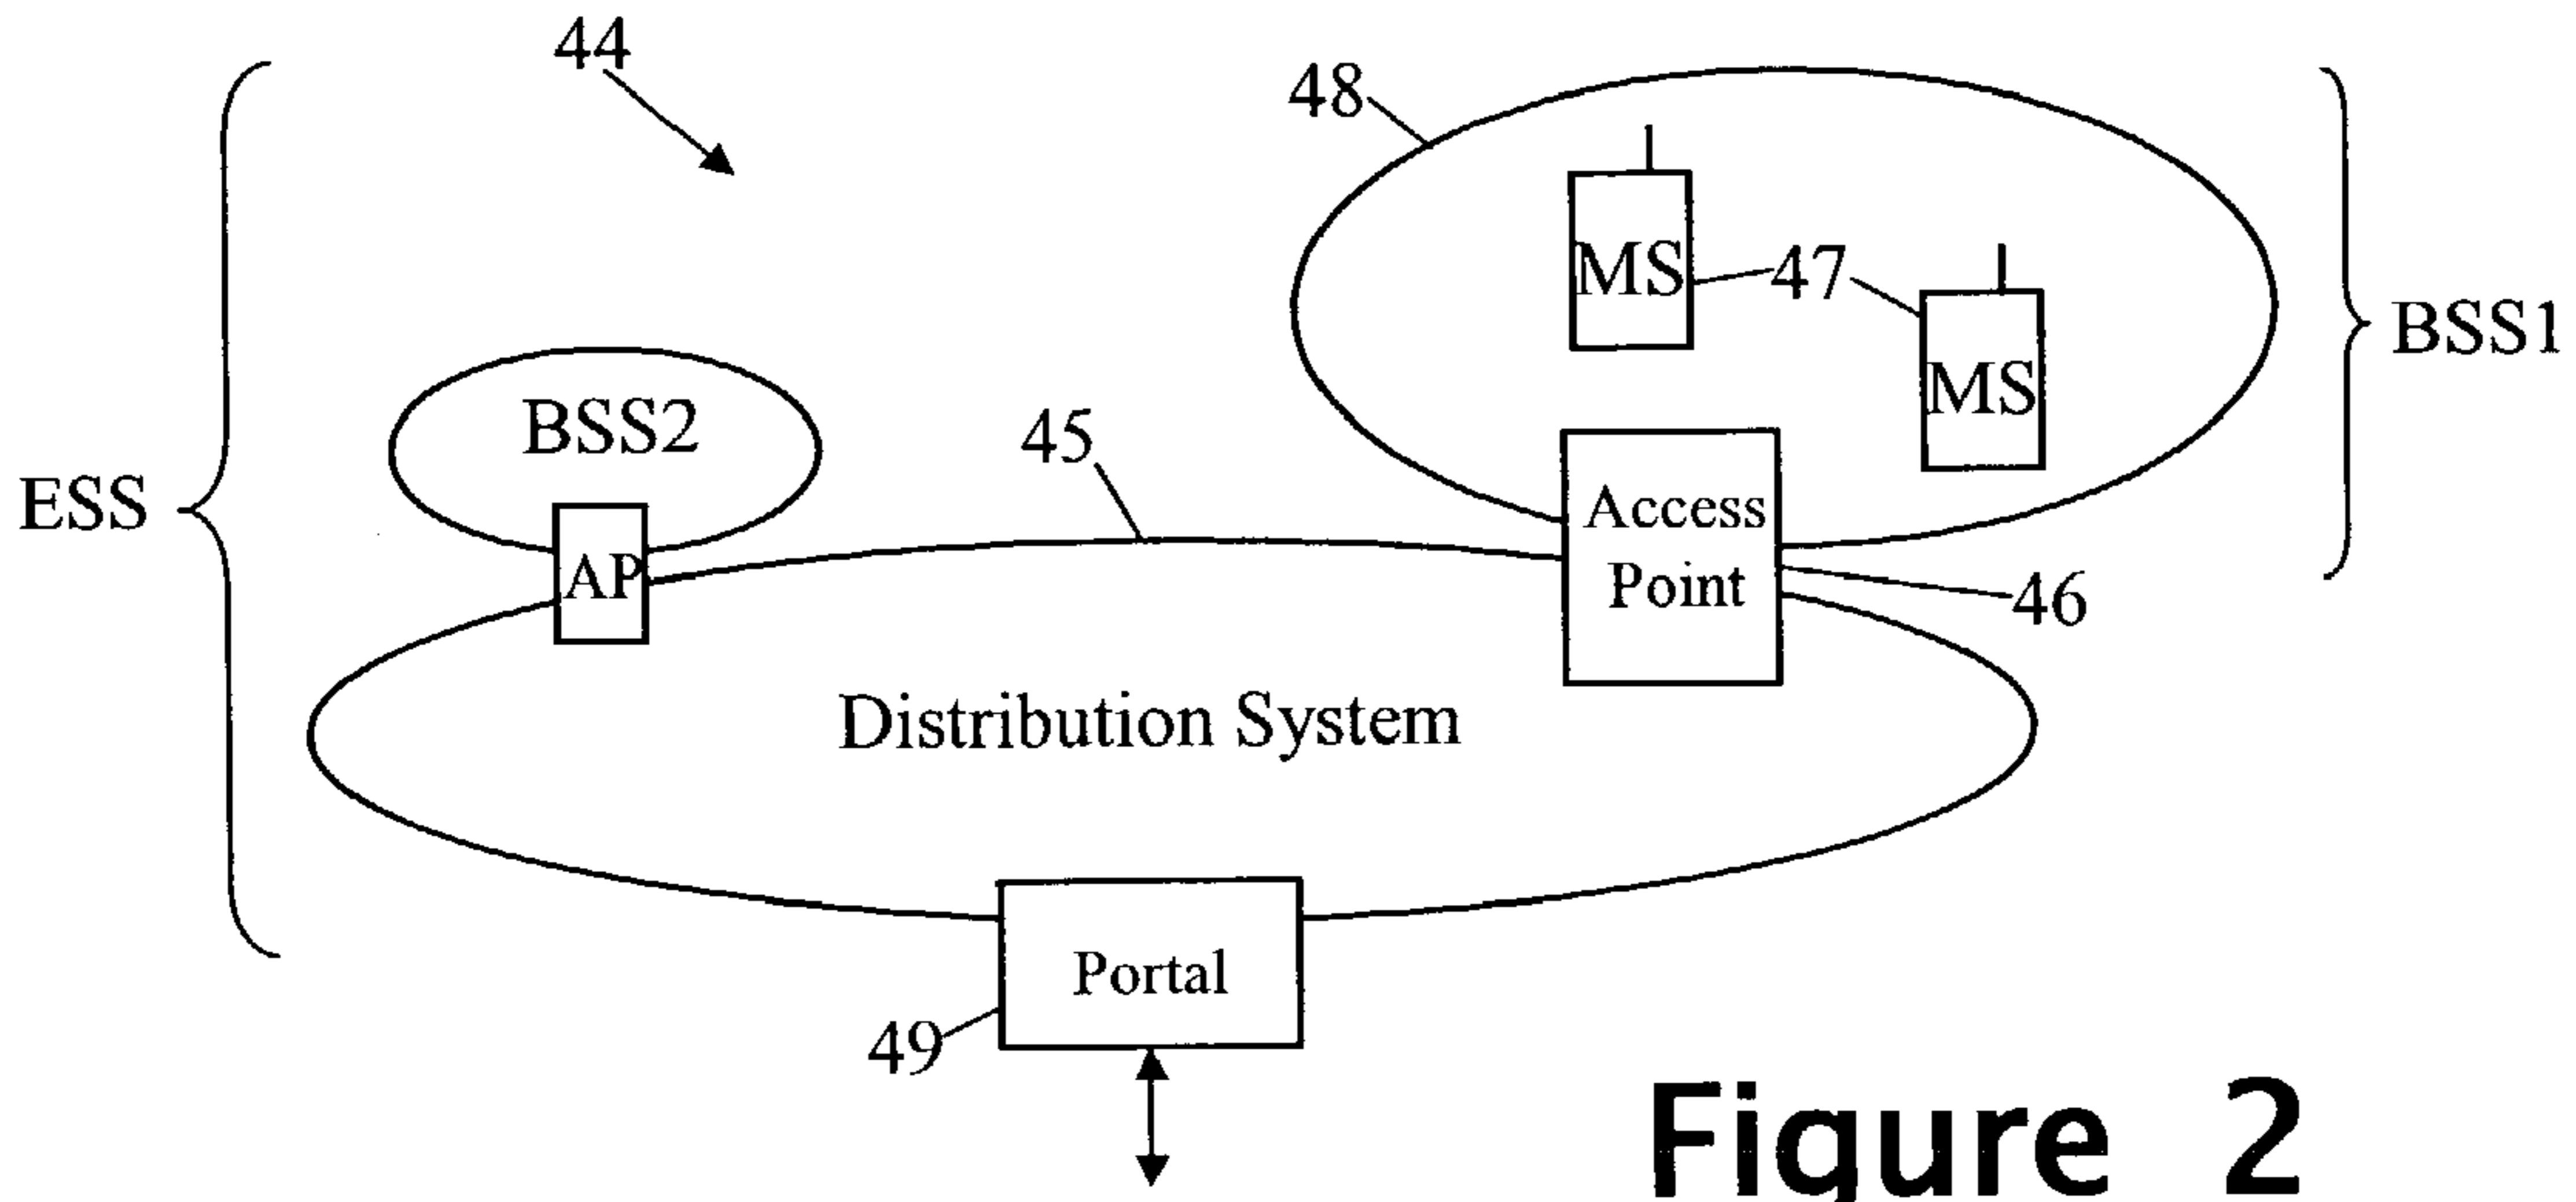 44
48
MS
47
MS
BSS1
BSS2
45
ESS
AP
Access
Point
46
Distribution System
Portal
49
Figure 2